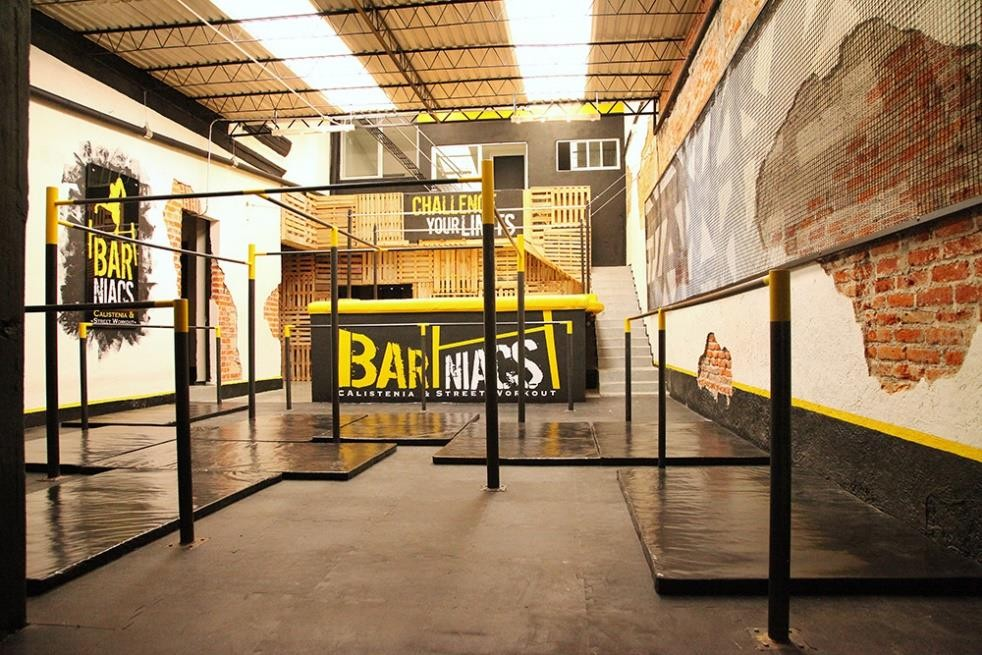 BAR
NIACS
CALISTENIA &
STREET WORKOUT
CHALLENGE
YOUR LIMITS
BAR NIACS
CALISTENIA & STREET WORKOUT